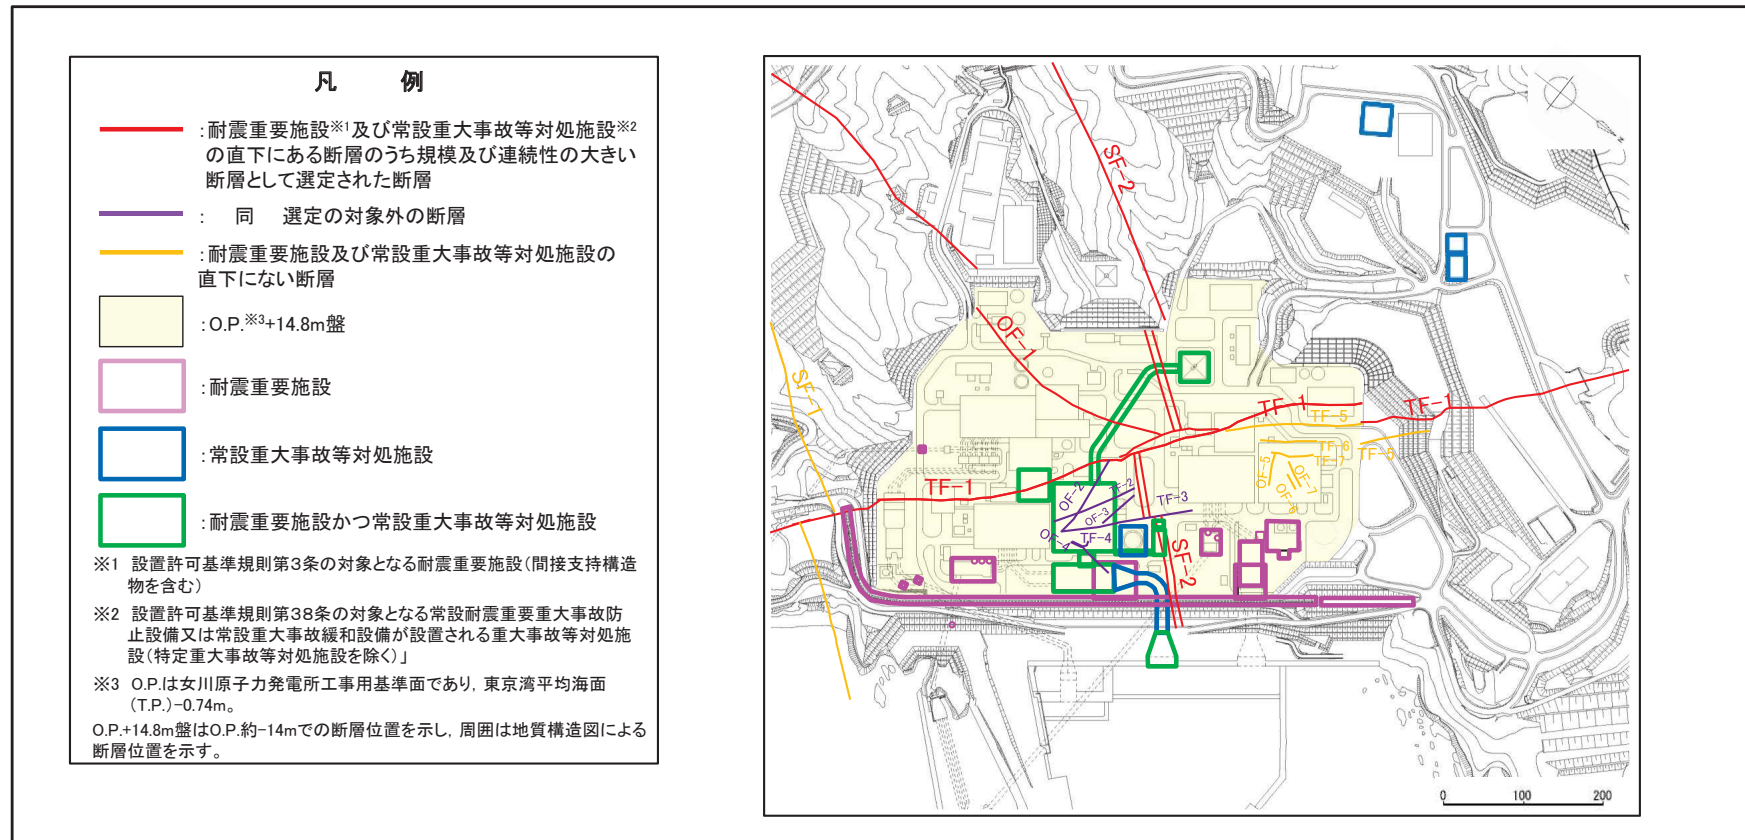 凡　例
：耐震重要施設※1及び常設重大事故等対処施設※2
の直下にある断層のうち規模及び連続性の大きい
断層として選定された断層
：　同　選定の対象外の断層
：耐震重要施設及び常設重大事故等対処施設の
直下にない断層
：O.P.※3+14.8m盤
：耐震重要施設
：常設重大事故等対処施設
：耐震重要施設かつ常設重大事故等対処施設
※1 設置許可基準規則第3条の対象となる耐震重要施設（間接支持構造
物を含む）
※2 設置許可基準規則第38条の対象となる常設耐震重要重大事故防
止設備又は常設重大事故緩和設備が設置される重大事故等対処施
設（特定重大事故等対処施設を除く）」
※3 O.P.は女川原子力発電所工事用基準面であり，東京湾平均海面
（T.P.）-0.74m。
O.P.+14.8m盤はO.P.約-14mでの断層位置を示し，周囲は地質構造図による
断層位置を示す。
N
SF-2
OF-1
SF-1
TF-1
TF-1
TF-5
TF-5
TF-6
TF-7
OF-5
OF-7
OF-6
TF-1
OF-2
TF-2
OF-3
TF-3
TF-4
OF-4
SF-2
0 100 200